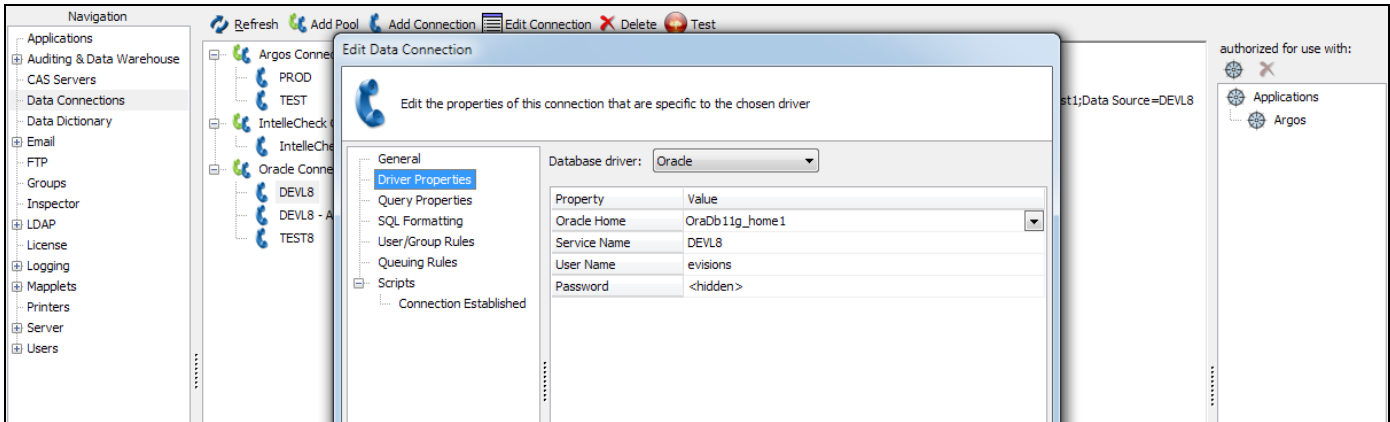 Navigation
Applications
Auditing & Data Warehouse
CAS Servers
Data Connections
Data Dictionary
Email
FTP
Groups
Inspector
LDAP
License
Logging
Mapplets
Printers
Server
Users
Refresh Add Pool Add Connection Edit Connection Delete Test
Argos Connec
PROD
TEST
IntelleCheck
IntelleChe
Oracle Conne
DEVL8
DEVL8 - A
TEST8
Edit Data Connection
Edit the properties of this connection that are specific to the chosen driver
General
Driver Properties
Query Properties
SQL Formatting
User/Group Rules
Queuing Rules
Scripts
Connection Established
Database driver: Oracle
Property Value
Oracle Home OraDb11g_home1
Service Name DEVL8
User Name evisions
Password <hidden>
st1;Data Source=DEVL8
authorized for use with:
Applications
Argos